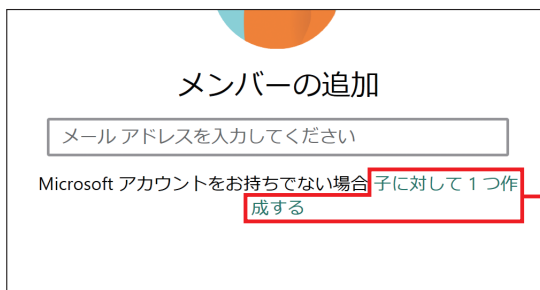 メンバーの追加
メール アドレスを入力してください
Microsoft アカウントをお持ちでない場合 子に対して 1 つ作
成する